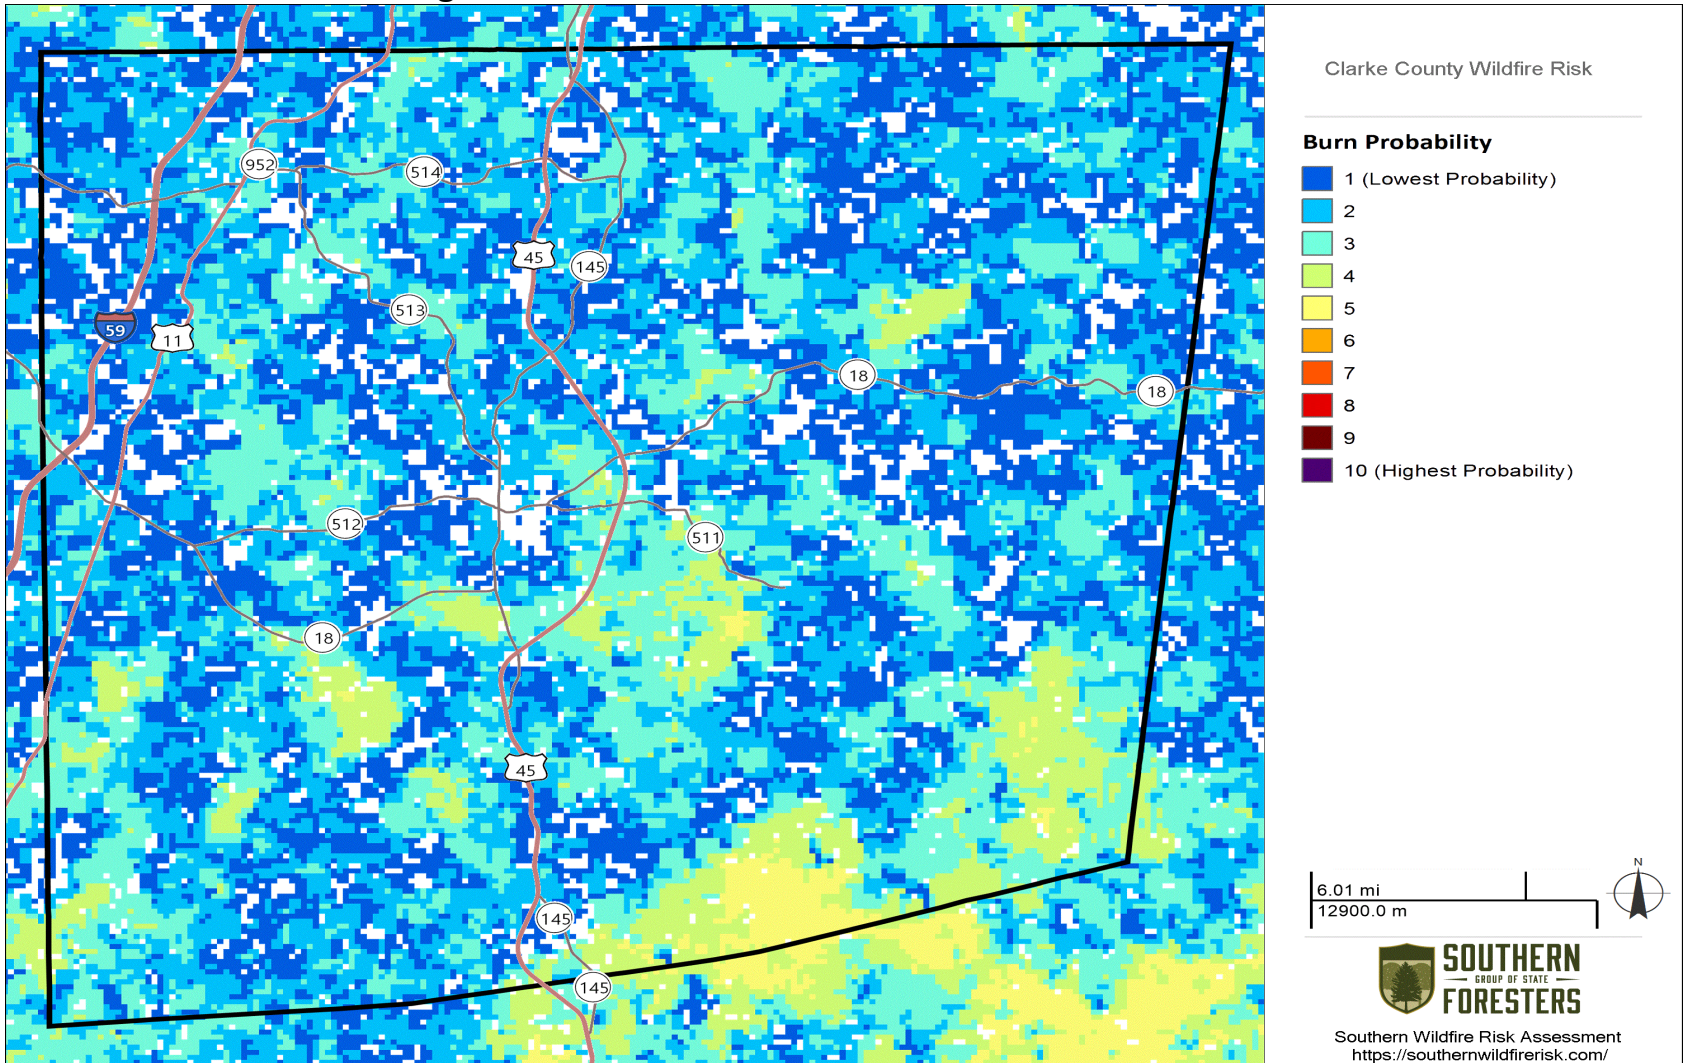 952
514
45
145
513
59
11
18
18
512
511
18
45
145
145
Clarke County Wildfire Risk
Burn Probability
1 (Lowest Probability)
2
3
4
5
6
7
8
9
10 (Highest Probability)
N
6.01 mi
12900.0 m
SOUTHERN
GROUP OF STATE
FORESTERS
Southern Wildfire Risk Assessment
https://southernwildfirerisk.com/